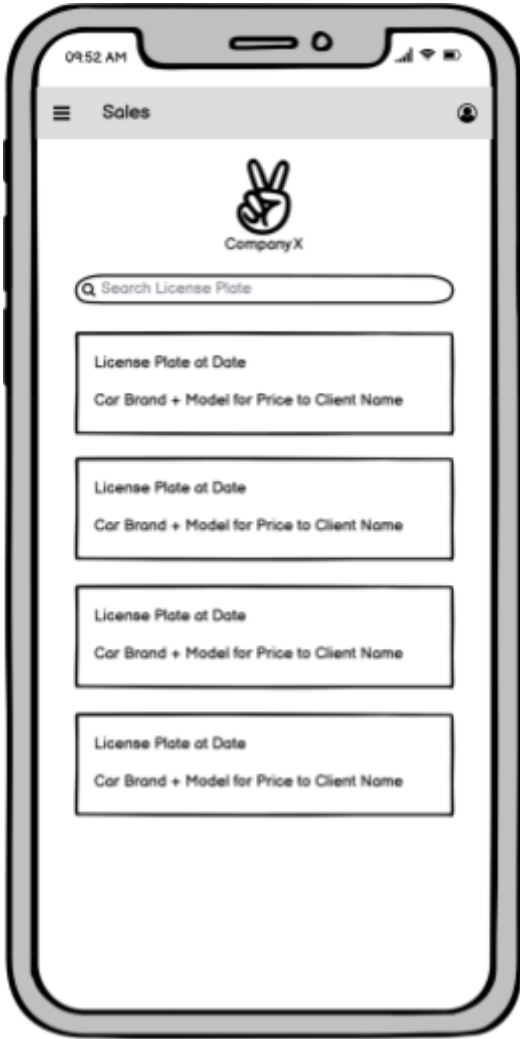 09:52 AM
Sales
Company X
Search License Plate
License Plate at Date
Car Brand + Model for Price to Client Name
License Plate at Date
Car Brand + Model for Price to Client Name
License Plate at Date
Car Brand + Model for Price to Client Name
License Plate at Date
Car Brand + Model for Price to Client Name